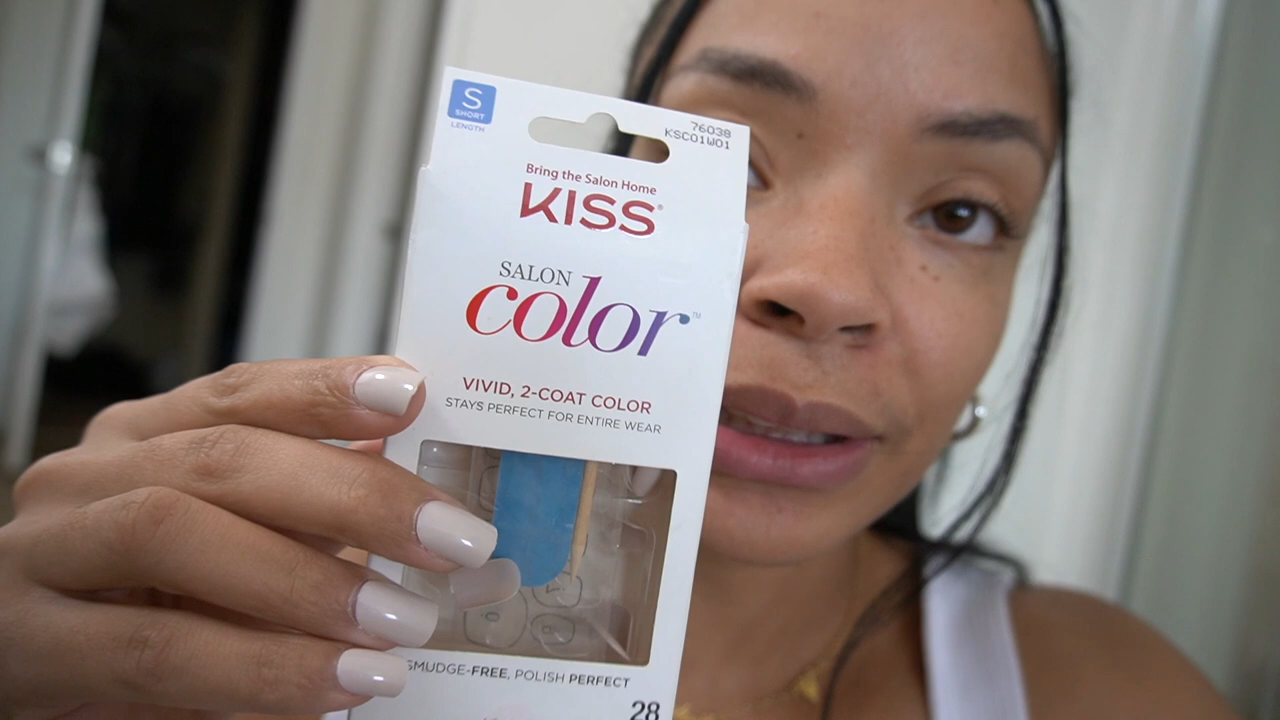 S
SHORT
LENGTH
76038
KSC01W01
Bring the Salon Home
KISS®
SALON
color™
VIVID, 2-COAT COLOR
STAYS PERFECT FOR ENTIRE WEAR
SMUDGE-FREE, POLISH PERFECT
28